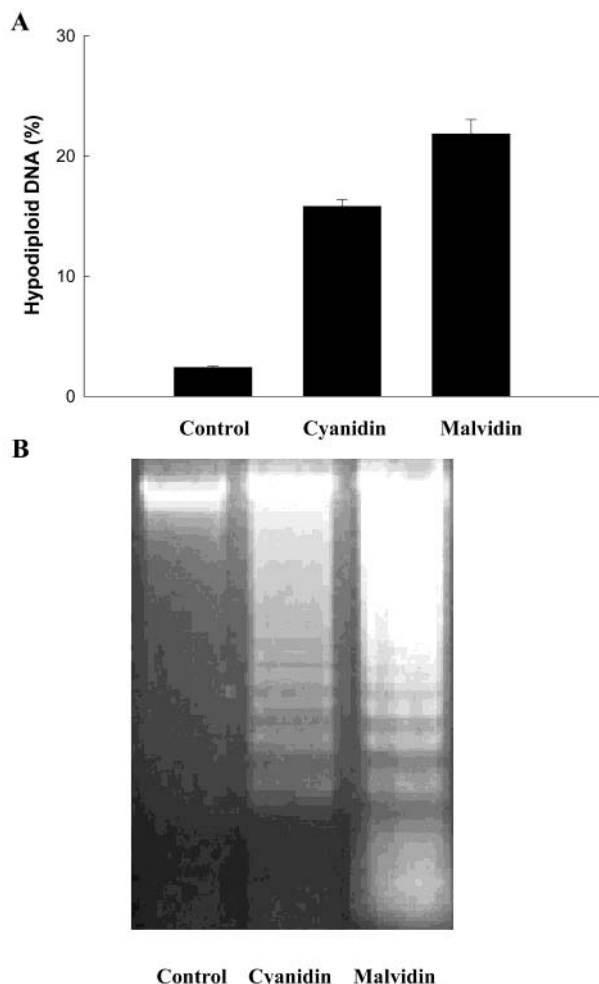 A
30
20
10
0
Hypodiploid DNA (%)
Control Cyanidin Malvidin
B
Control Cyanidin Malvidin